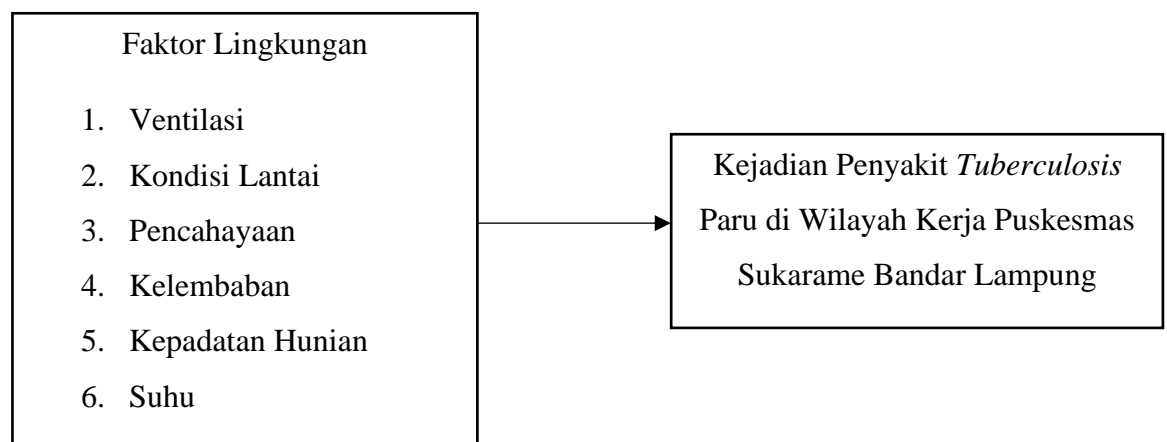 Faktor Lingkungan
1. Ventilasi
2. Kondisi Lantai
3. Pencahayaan
4. Kelembaban
5. Kepadatan Hunian
6. Suhu
Kejadian Penyakit Tuberculosis
Paru di Wilayah Kerja Puskesmas
Sukarame Bandar Lampung